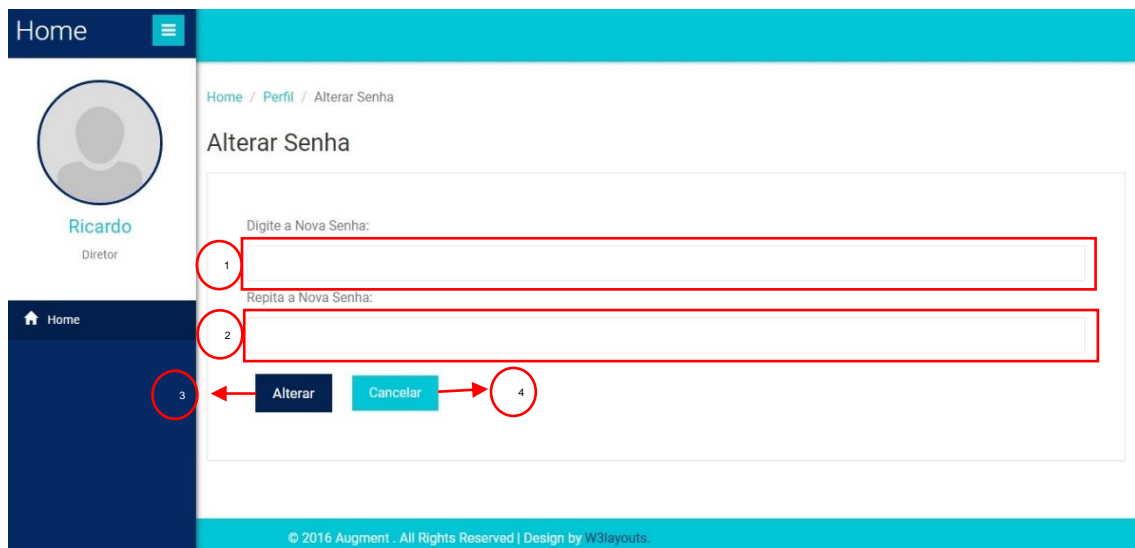 Home
Home / Perfil / Alterar Senha
Alterar Senha
Ricardo
Diretor
Home
Digite a Nova Senha:
1
Repita a Nova Senha:
2
3
Alterar
Cancelar
4
© 2016 Augment . All Rights Reserved | Design by W3layouts.